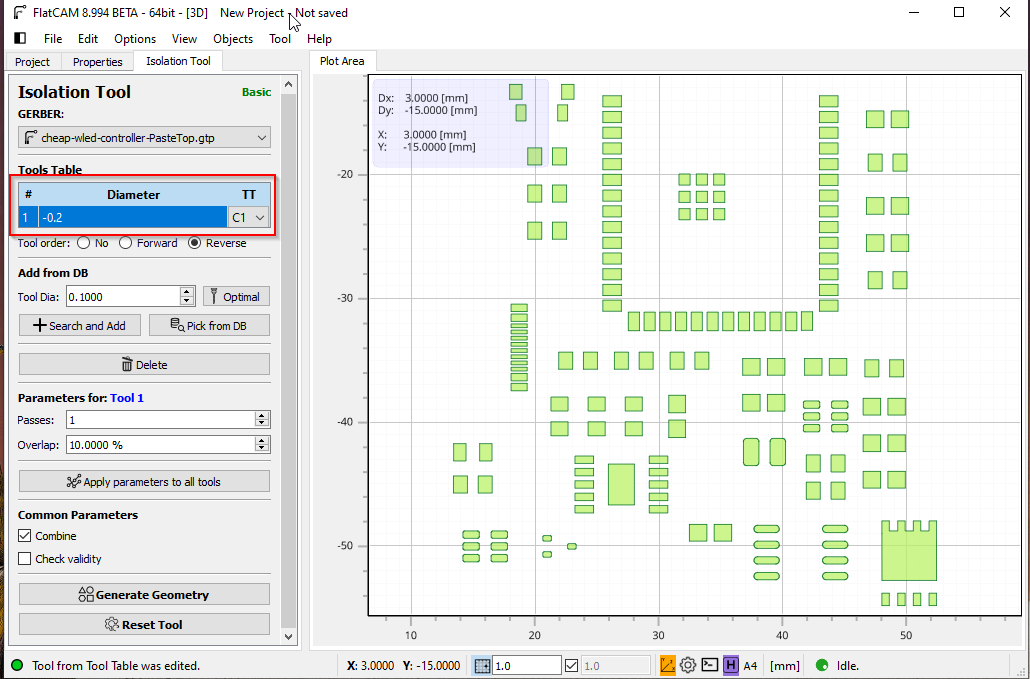 FlatCAM 8.994 BETA - 64bit - [3D]    New Project - Not saved
File Edit Options View Objects Tool Help
Project Properties Isolation Tool
Plot Area
Isolation Tool Basic
GERBER:
cheap-wled-controller-PasteTop.gtp
Tools Table
# Diameter TT
1 -0.2 C1
Tool order: No Forward Reverse
Add from DB
Tool Dia: 0.1000 Optimal
Search and Add Pick from DB
Delete
Parameters for: Tool 1
Passes: 1
Overlap: 10.0000 %
Apply parameters to all tools
Common Parameters
Combine
Check validity
Generate Geometry
Reset Tool
Dx: 3.0000 [mm]
Dy: -15.0000 [mm]
X: 3.0000 [mm]
Y: -15.0000 [mm]
-20
-30
-40
-50
10 20 30 40 50
Tool from Tool Table was edited. X: 3.0000 Y: -15.0000 1.0 1.0 H A4 [mm] Idle.